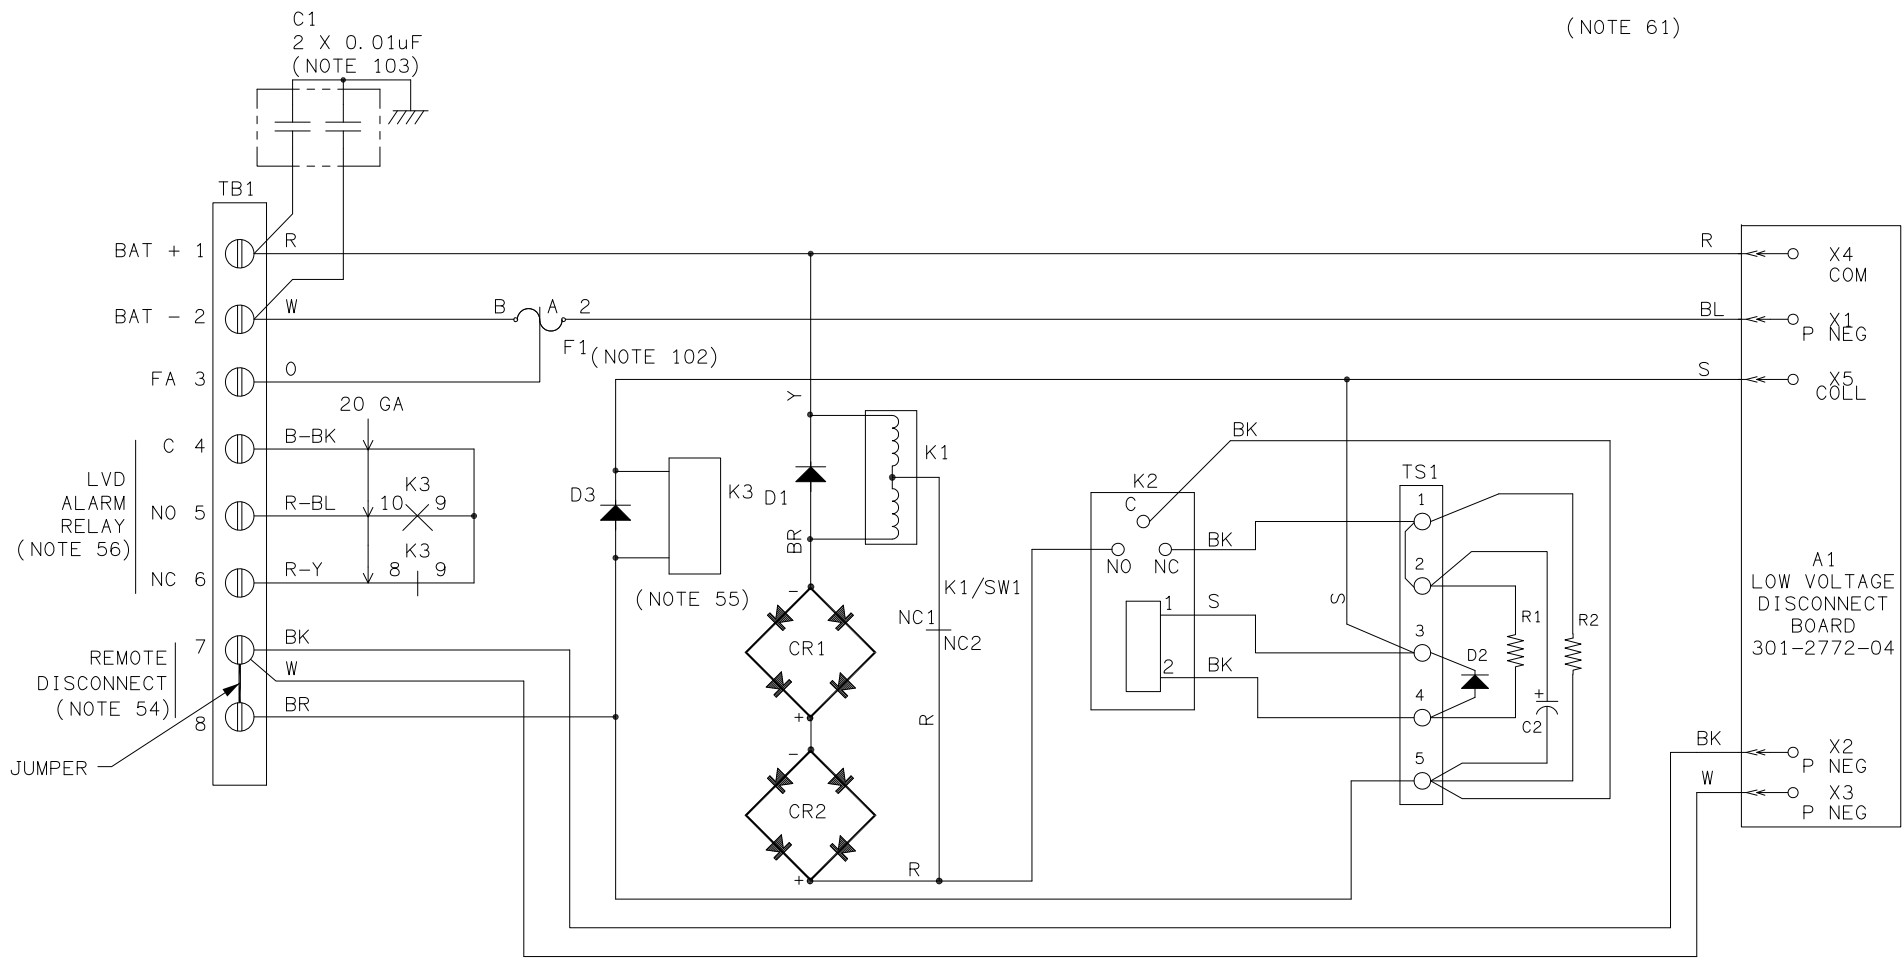 (NOTE 61)
C1
2 X 0.01uF
(NOTE 103)
TB1
BAT + 1
R
R
X4
COM
BAT - 2
W
B A 2
F1 (NOTE 102)
BL
X1
P NEG
FA 3
O
S
X5
COLL
20 GA
Y
LVD
ALARM
RELAY
(NOTE 56)
C 4
B-BK
NO 5
R-BL
K3
10 9
NC 6
R-Y
K3
8 9
D3
K3
(NOTE 55)
D1
K1
BR
K1/SW1
NC1
NC2
R
- 
CR1
+
-
CR2
+
R
BK
K2
C
NO NC
BK
1
S
2
BK
S
TS1
1
2
3
4
5
R1
R2
D2
+
C2
A1
LOW VOLTAGE
DISCONNECT
BOARD
301-2772-04
REMOTE
DISCONNECT
(NOTE 54)
7
BK
W
8
BR
JUMPER
BK
X2
P NEG
W
X3
P NEG